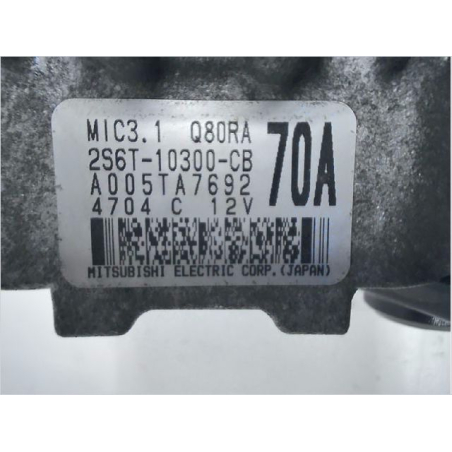 MIC3.1 Q80RA
70A
2S6T-10300-CB
A005TA7692
4704 C 12V
MITSUBISHI ELECTRIC CORP.(JAPAN)